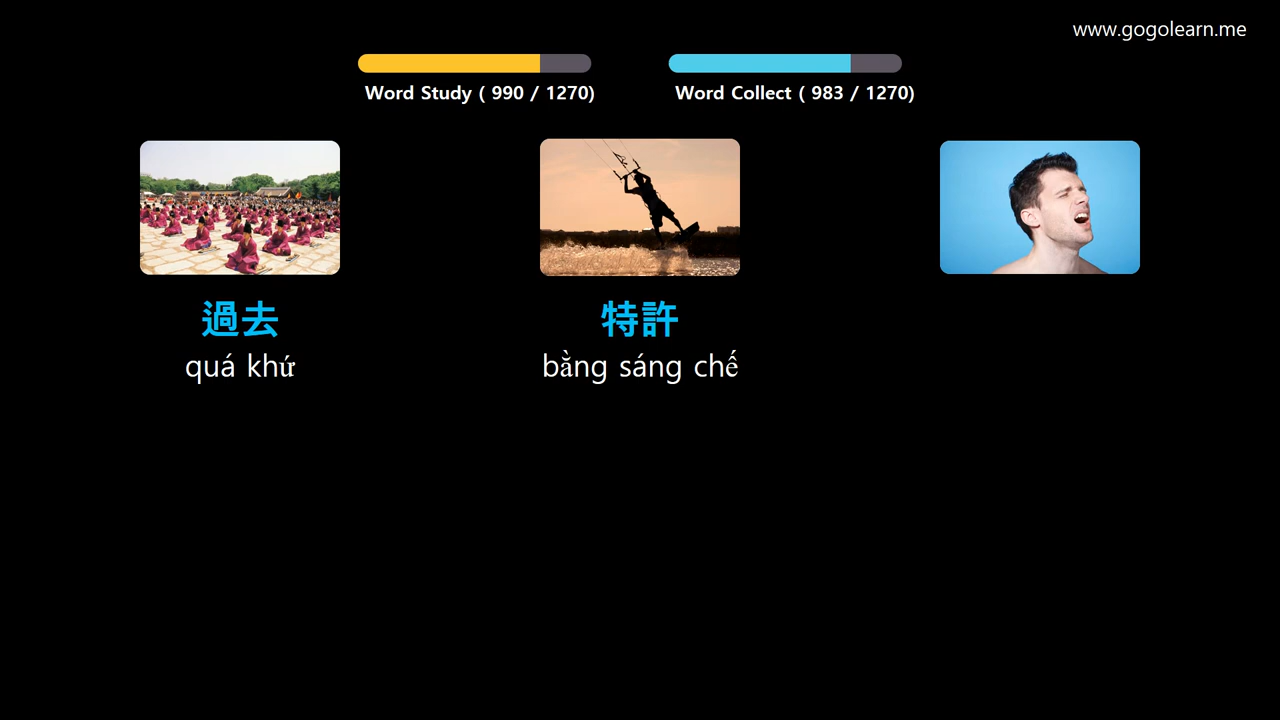 www.gogolearn.me
Word Study ( 990 / 1270)
Word Collect ( 983 / 1270)
過去
quá khứ
特許
bằng sáng chế